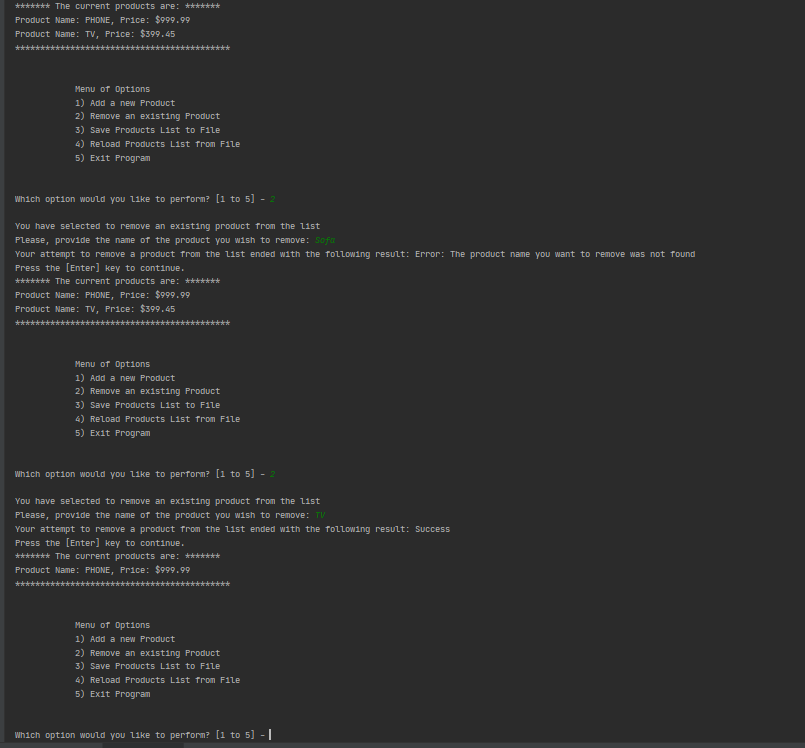 ******* The current products are: *******
Product Name: PHONE, Price: $999.99
Product Name: TV, Price: $399.45
*******************************************
Menu of Options
1) Add a new Product
2) Remove an existing Product
3) Save Products List to File
4) Reload Products List from File
5) Exit Program
Which option would you like to perform? [1 to 5] - 2
You have selected to remove an existing product from the list
Please, provide the name of the product you wish to remove: Sofa
Your attempt to remove a product from the list ended with the following result: Error: The product name you want to remove was not found
Press the [Enter] key to continue.
******* The current products are: *******
Product Name: PHONE, Price: $999.99
Product Name: TV, Price: $399.45
*******************************************
Menu of Options
1) Add a new Product
2) Remove an existing Product
3) Save Products List to File
4) Reload Products List from File
5) Exit Program
Which option would you like to perform? [1 to 5] - 2
You have selected to remove an existing product from the list
Please, provide the name of the product you wish to remove: TV
Your attempt to remove a product from the list ended with the following result: Success
Press the [Enter] key to continue.
******* The current products are: *******
Product Name: PHONE, Price: $999.99
*******************************************
Menu of Options
1) Add a new Product
2) Remove an existing Product
3) Save Products List to File
4) Reload Products List from File
5) Exit Program
Which option would you like to perform? [1 to 5] -